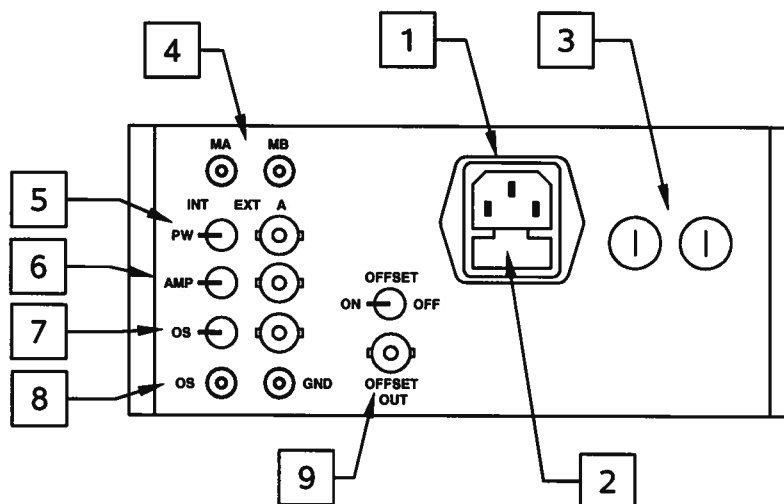 4
1
3
MA MB
5
INT EXT A
PW
6
AMP
OFFSET
ON OFF
7
OS
8
OS GND
OFFSET
OUT
9
2